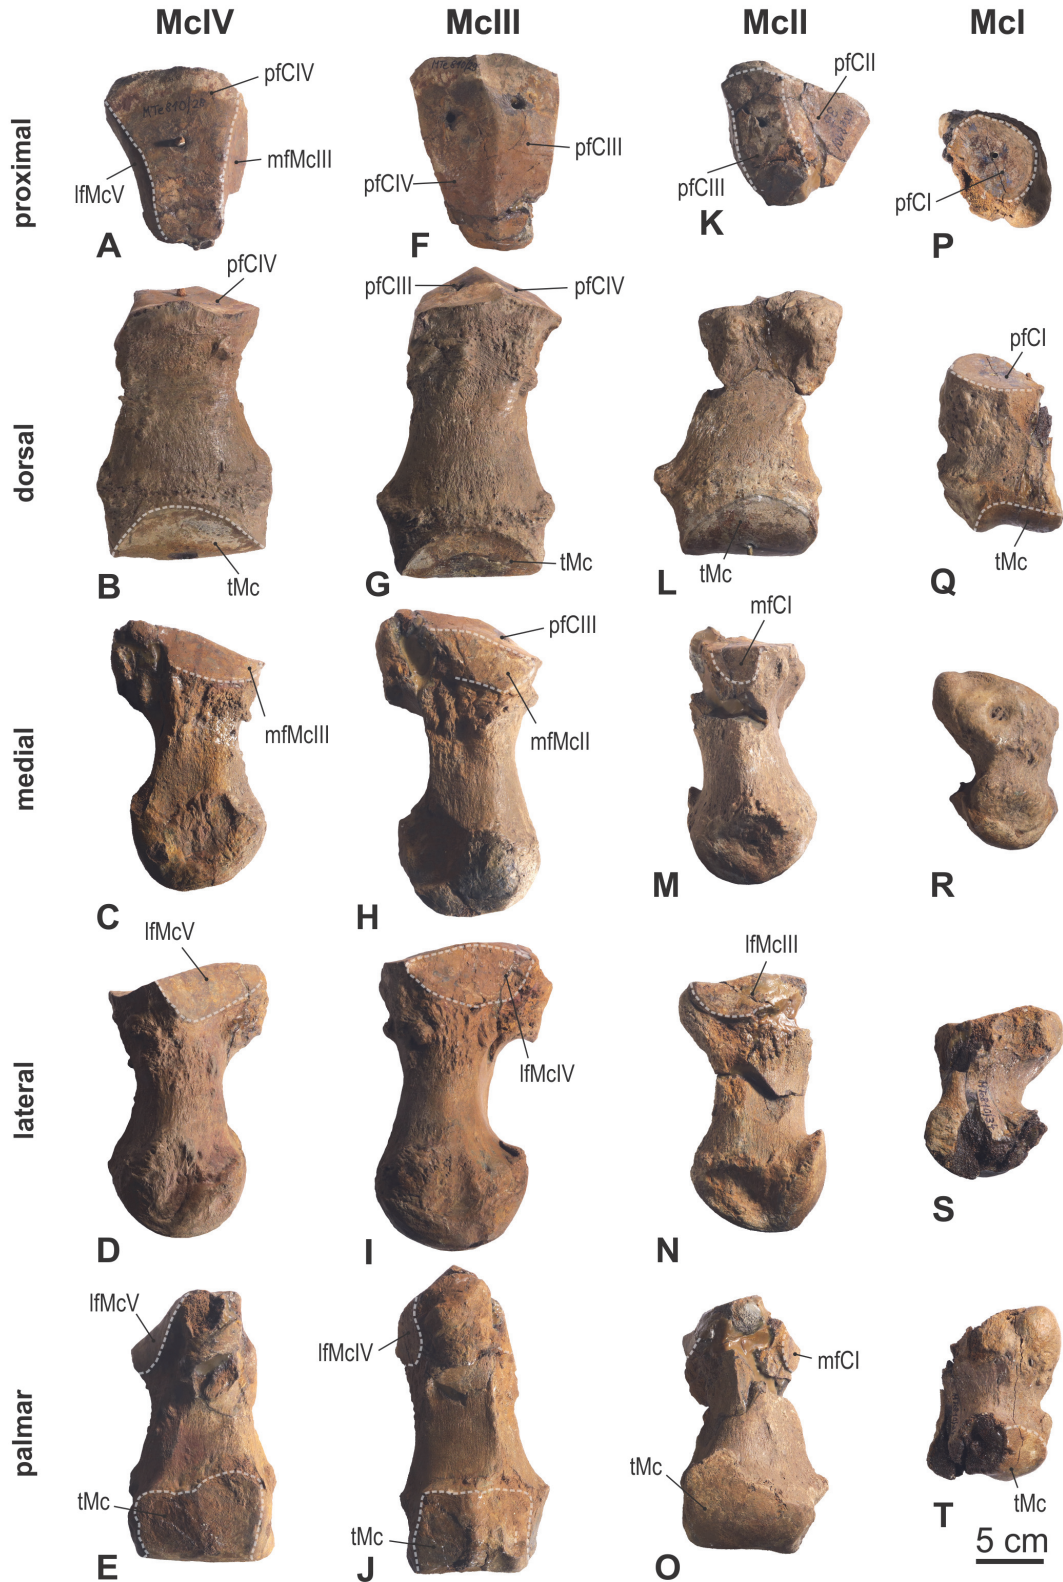 McIV McIII McII McI
proximal
pfCIV
mfMcIII
lfMcV
A
pfCIII
pfCIV
F
pfCII
pfCIII
K
pfCI
P
dorsal
pfCIV
tMc
B
pfCIII
pfCIV
tMc
G
tMc
L
pfCI
tMc
Q
medial
mfMcIII
C
pfCIII
mfMcII
H
mfCI
M
R
lateral
lfMcV
D
lfMcIV
I
lfMcIII
N
S
palmar
lfMcV
tMc
E
lfMcIV
tMc
J
mfCI
tMc
O
tMc
T
5 cm